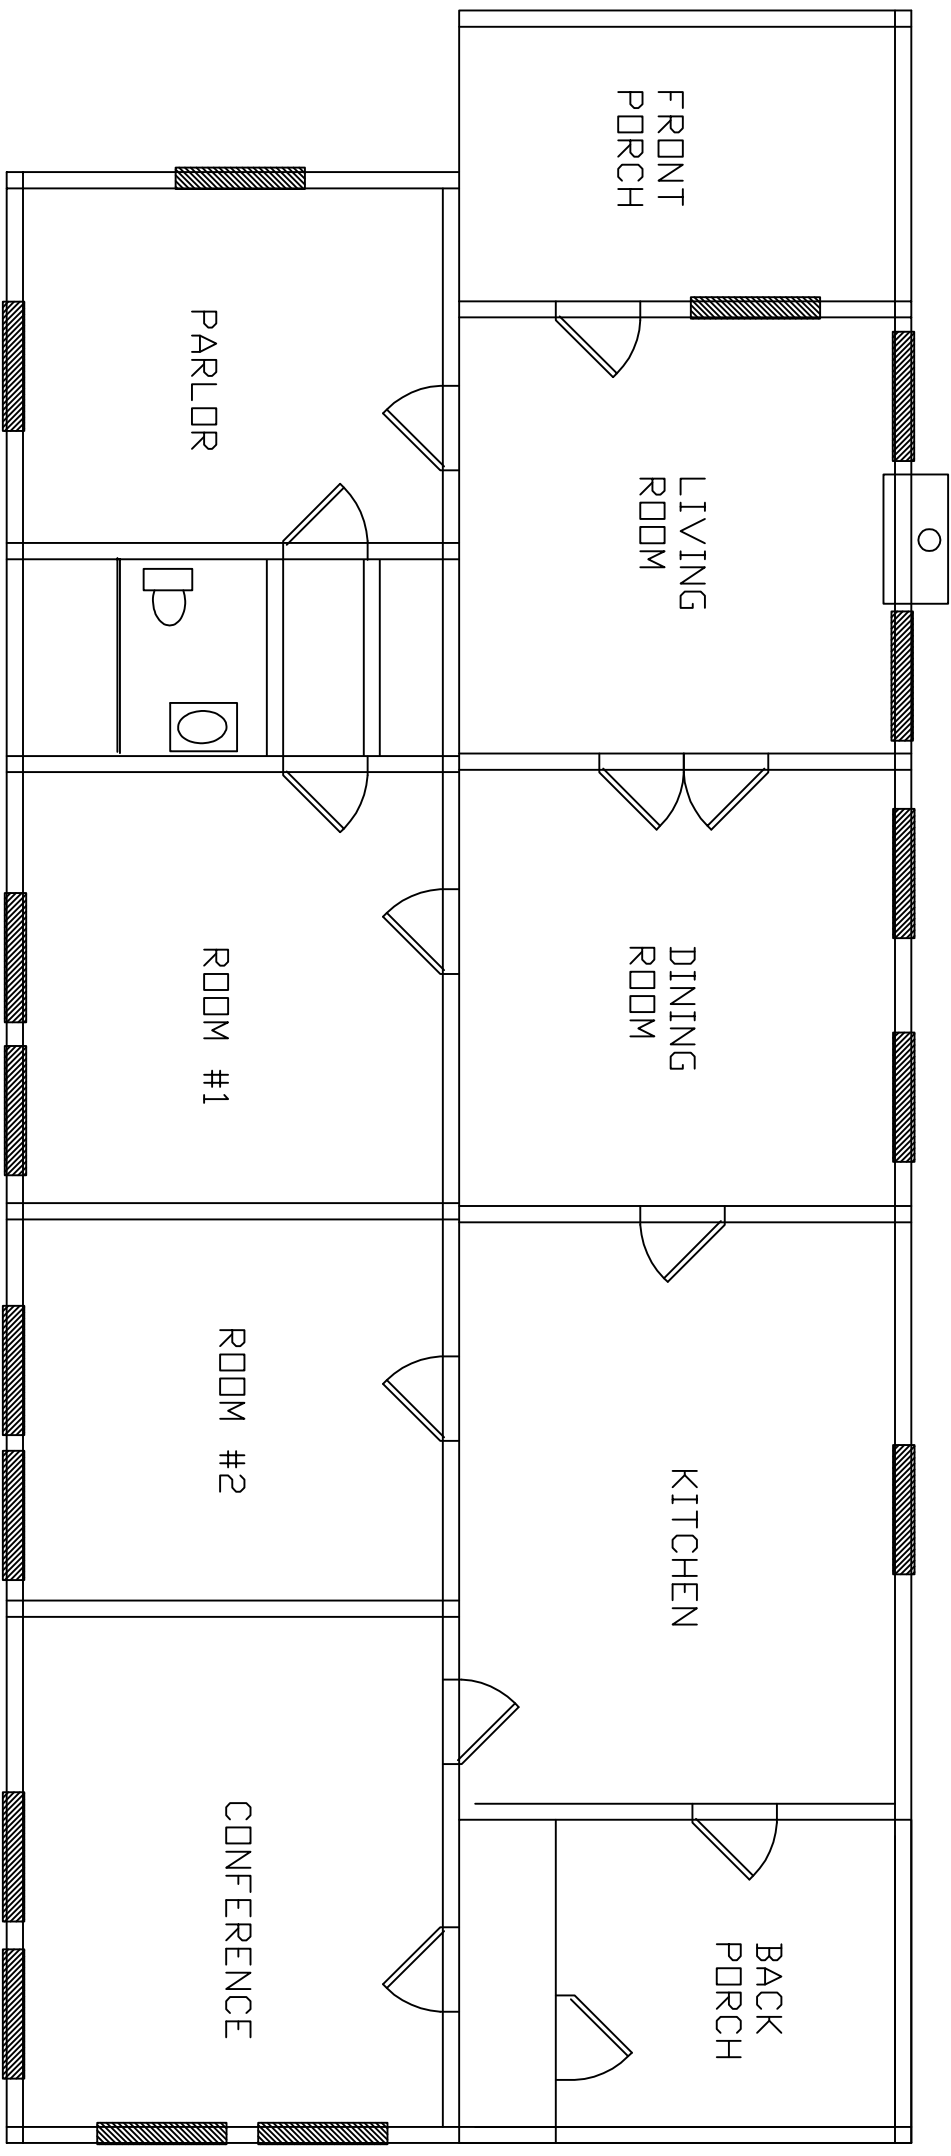 FRONT
PORCH
PARLOR
LIVING
ROOM
DINING
ROOM
ROOM #1
ROOM #2
KITCHEN
CONFERENCE
BACK
PORCH